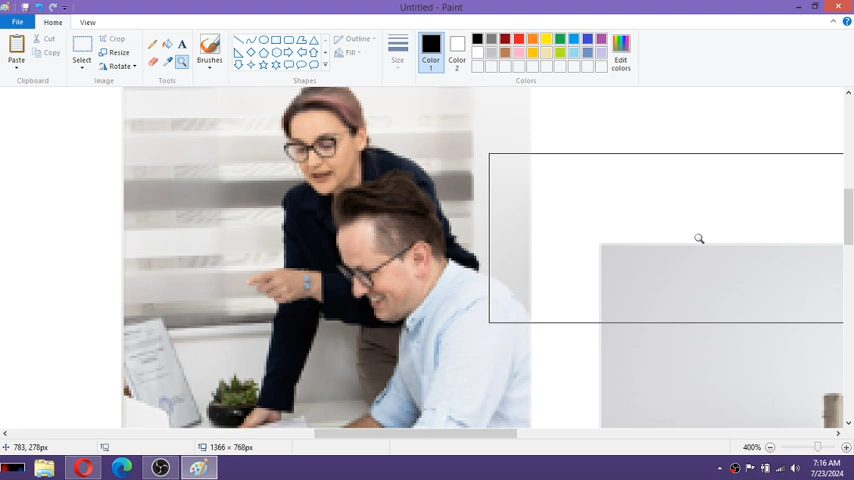 Untitled - Paint
File
Home
View
Paste
Cut
Copy
Clipboard
Select
Crop
Resize
Rotate
Image
A
Tools
Brushes
Shapes
Outline
Fill
Size
Color
1
Color
2
Colors
Edit
colors
783, 278px
1366 × 768px
400%
7:16 AM
7/23/2024